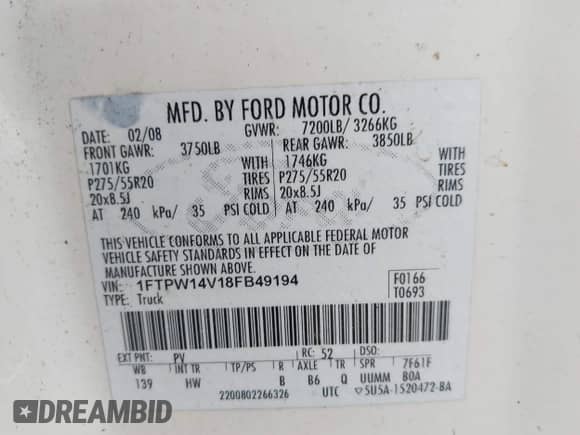 MFD. BY FORD MOTOR CO.
DATE: 02/08 GVWR: 7200LB/ 3266KG
FRONT GAWR: 3750LB REAR GAWR: 3850LB
1701KG 1746KG
P275/55R20 TIRES P275/55R20 TIRES
20x8.5J RIMS 20x8.5J RIMS
AT 240 kPa/ 35 PSI COLD AT 240 kPa/ 35 PSI COLD
THIS VEHICLE CONFORMS TO ALL APPLICABLE FEDERAL MOTOR
VEHICLE SAFETY STANDARDS IN EFFECT ON THE DATE OF
MANUFACTURE SHOWN ABOVE.
VIN: 1FTPW14V18FB49194 F0166
TYPE: Truck T0693
EXT PNT: PV RC: 52 DSO:
WB INT TR TP/PS R AXLE TR SPR 7F61F
139 HW B B6 Q UUMM BOA
2200802266326 UTC ▽5U5A-1520472-BA
DREAMBID